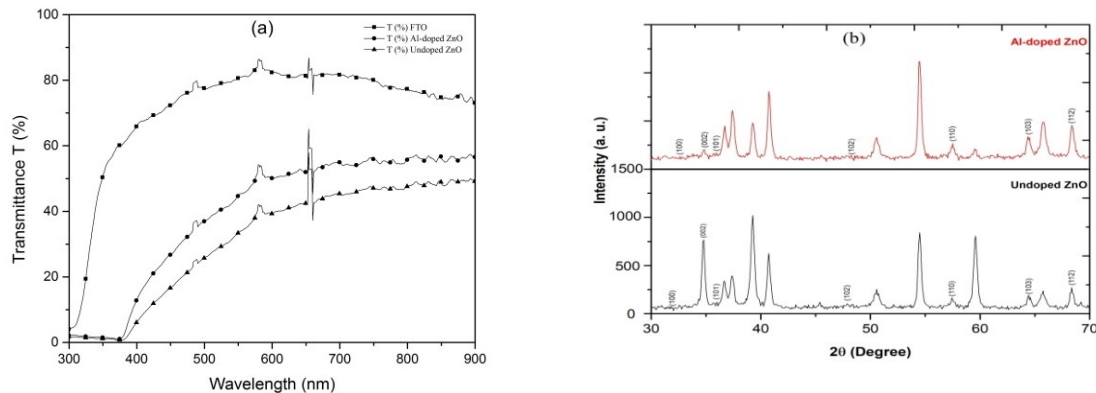 (a)
T (%) FTO
T (%) Al-doped ZnO
T (%) Undoped ZnO
100
80
60
40
20
0
Transmittance T (%)
300 400 500 600 700 800 900
Wavelength (nm)
(b)
Al-doped ZnO
(100)
(002)
(101)
(102)
(110)
(103)
(112)
Intensity (a. u.)
1500
Undoped ZnO
1000
500
0
(100)
(002)
(101)
(102)
(110)
(103)
(112)
30 40 50 60 70
2θ (Degree)